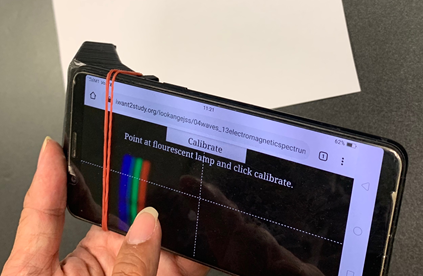 11:21
62%
iwant2study.org/lookangejss/04waves_13electromagneticspectrum
1
Calibrate
Point at flourescent lamp and click calibrate.